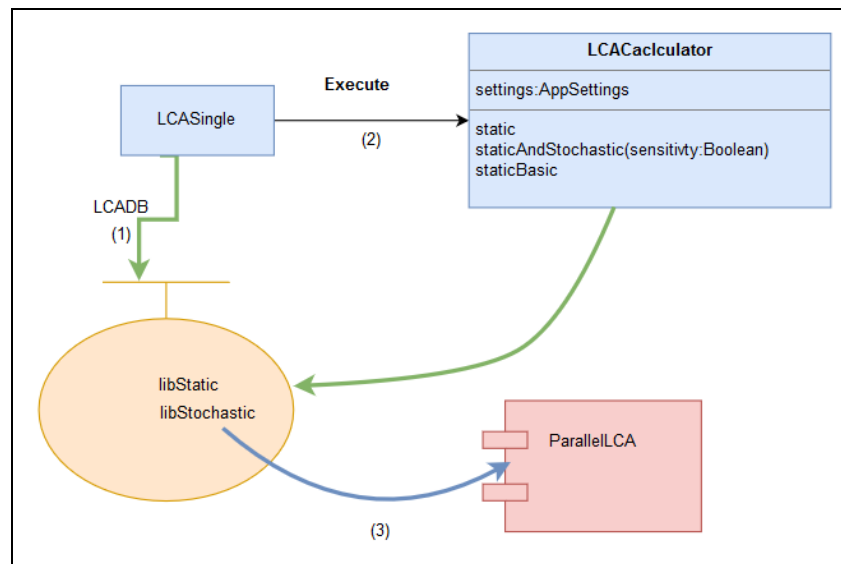 LCACaclculator
settings:AppSettings
static
staticAndStochastic(sensitivty:Boolean)
staticBasic
Execute
(2)
LCASingle
LCADB
(1)
libStatic
libStochastic
ParallelLCA
(3)